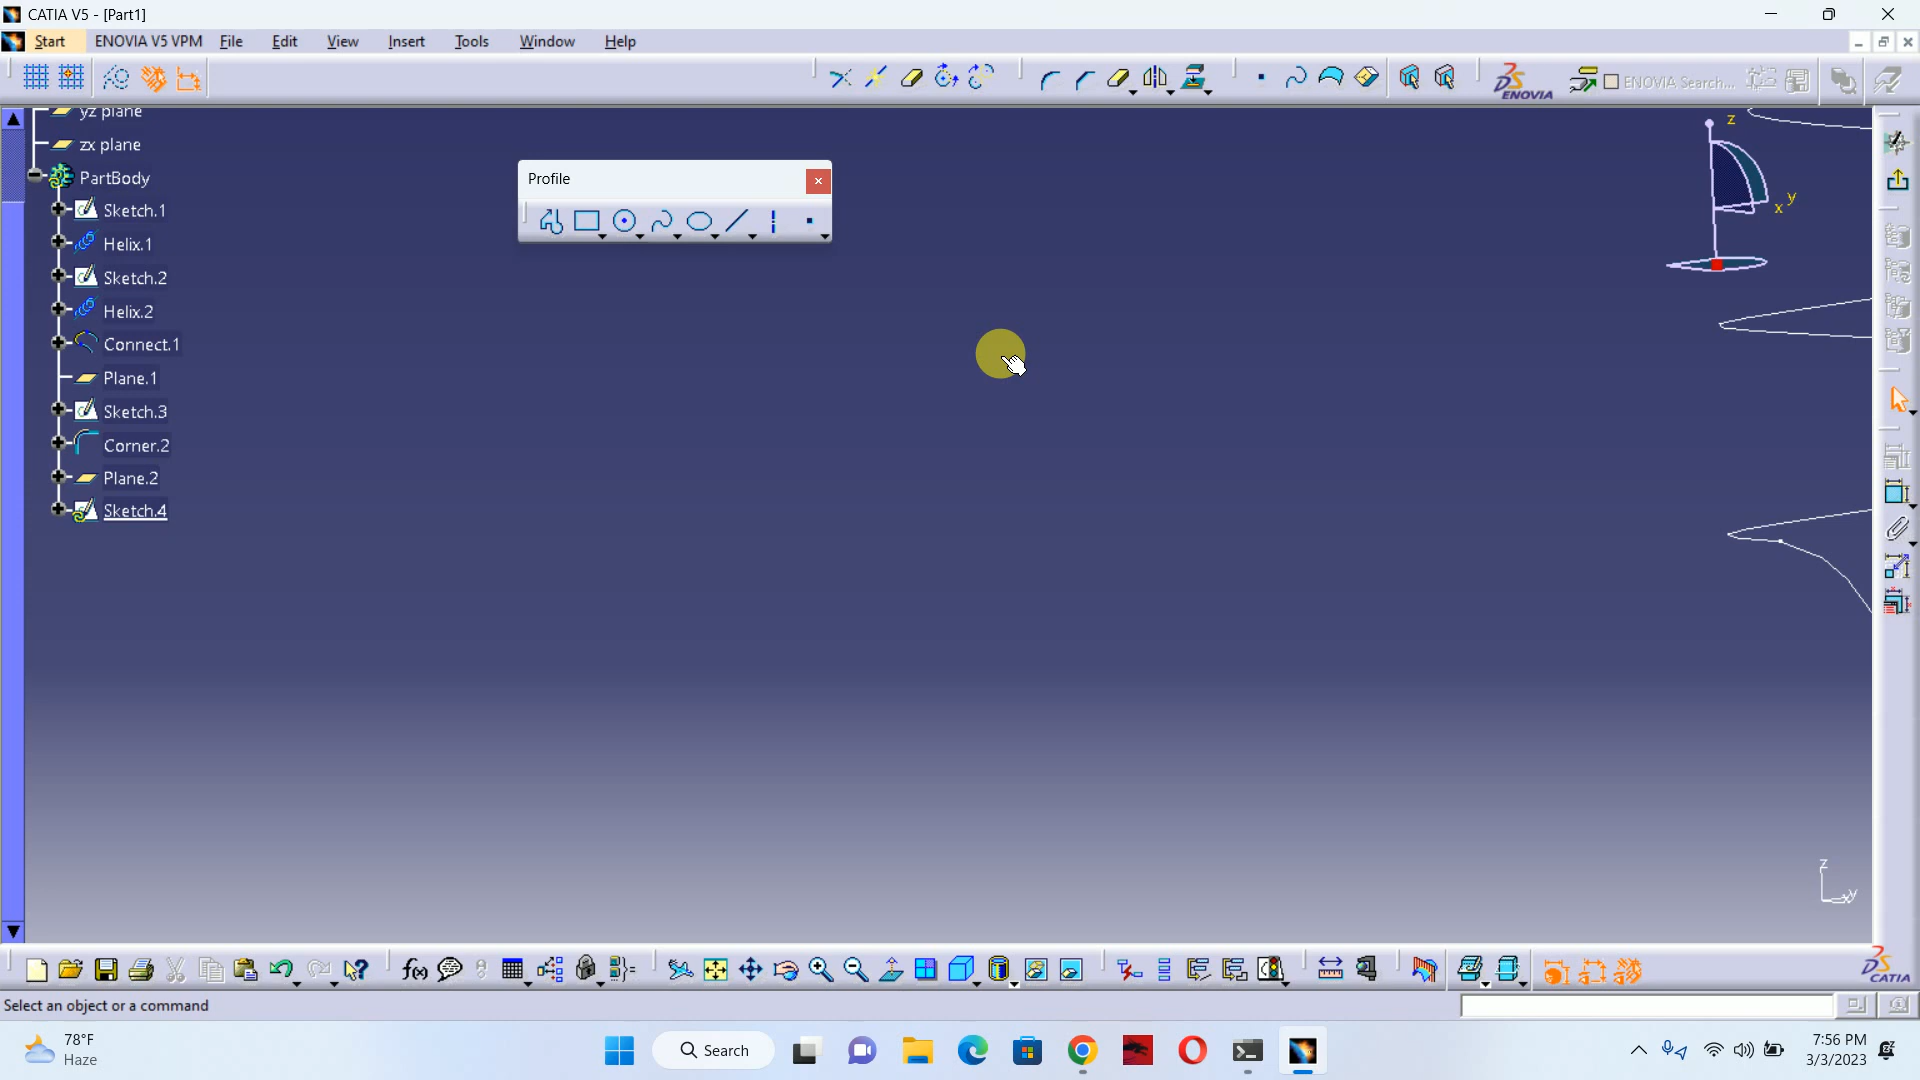 CATIA V5 - [Part1]
Start ENOVIA V5 VPM File Edit View Insert Tools Window Help
ENOVIA
ENOVIA Search...
yz plane
zx plane
PartBody
Sketch.1
Helix.1
Sketch.2
Helix.2
Connect.1
Plane.1
Sketch.3
Corner.2
Plane.2
Sketch.4
Profile
z
y
x
z
y
f(x)
CATIA
Select an object or a command
78°F
Haze
Search
7:56 PM
3/3/2023